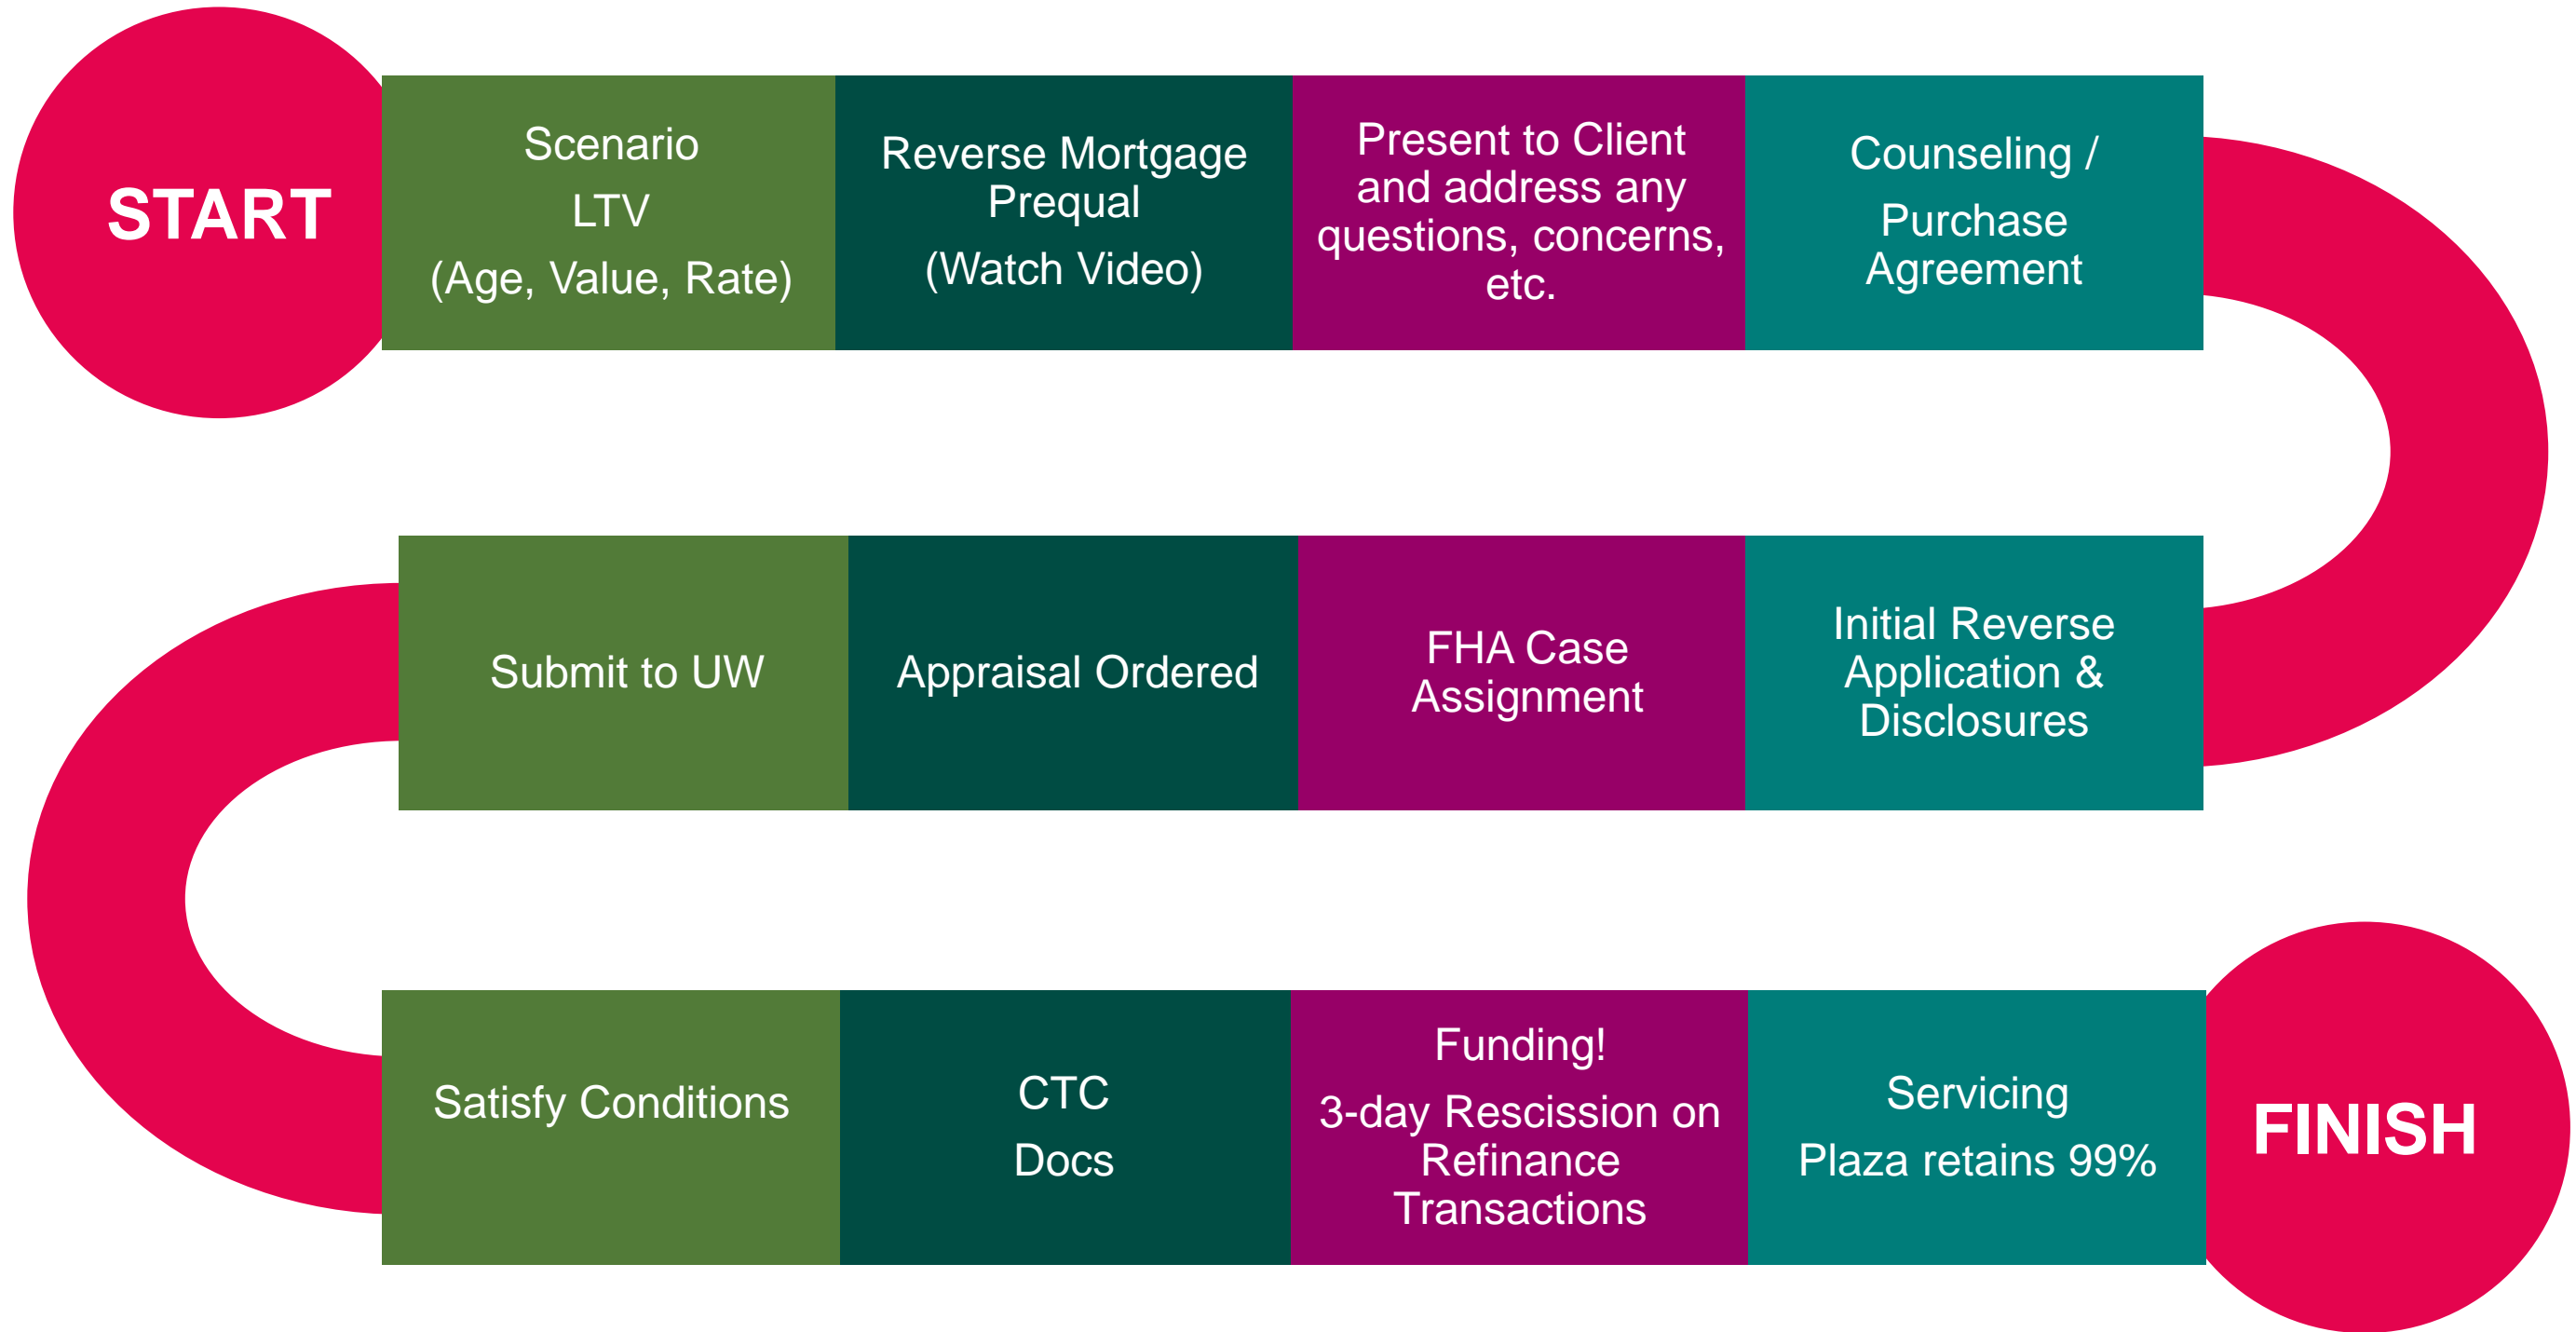 START
Scenario
LTV
(Age, Value, Rate)
Reverse Mortgage
Prequal
(Watch Video)
Present to Client
and address any
questions, concerns,
etc.
Counseling /
Purchase
Agreement
Initial Reverse
Application &
Disclosures
FHA Case
Assignment
Appraisal Ordered
Submit to UW
Satisfy Conditions
CTC
Docs
Funding!
3-day Rescission on
Refinance
Transactions
Servicing
Plaza retains 99%
FINISH